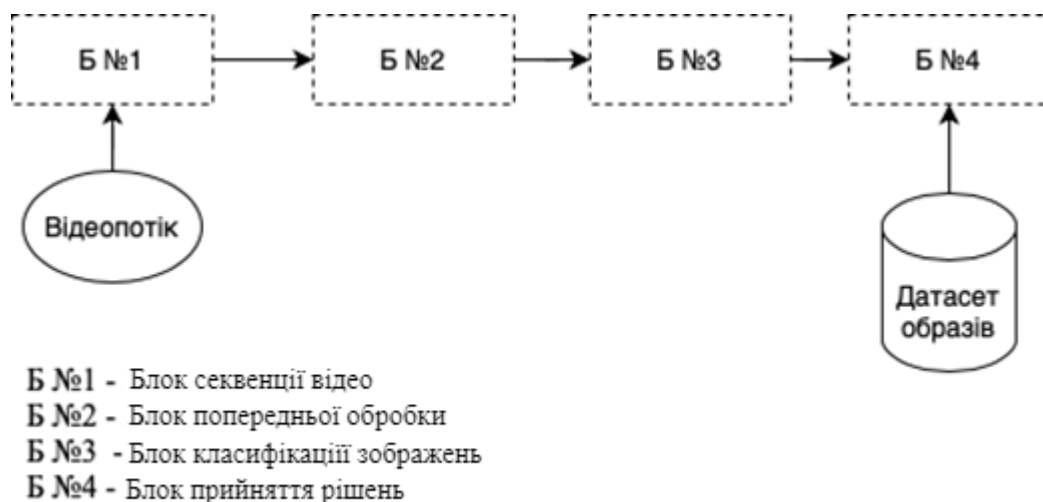 Б №1
Б №2
Б №3
Б №4
Відеопотік
Датасет
образів
Б №1 - Блок секвенції відео
Б №2 - Блок попередньої обробки
Б №3 - Блок класифікаціїї зображень
Б №4 - Блок прийняття рішень